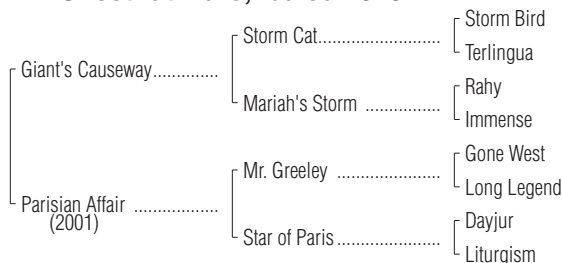 Storm Bird
Storm Cat........................
Terlingua
Giant's Causeway.............
Rahy
Mariah's Storm ................
Immense
Gone West
Mr. Greeley .....................
Long Legend
Parisian Affair .................
(2001)
Dayjur
Star of Paris.....................
Liturgism